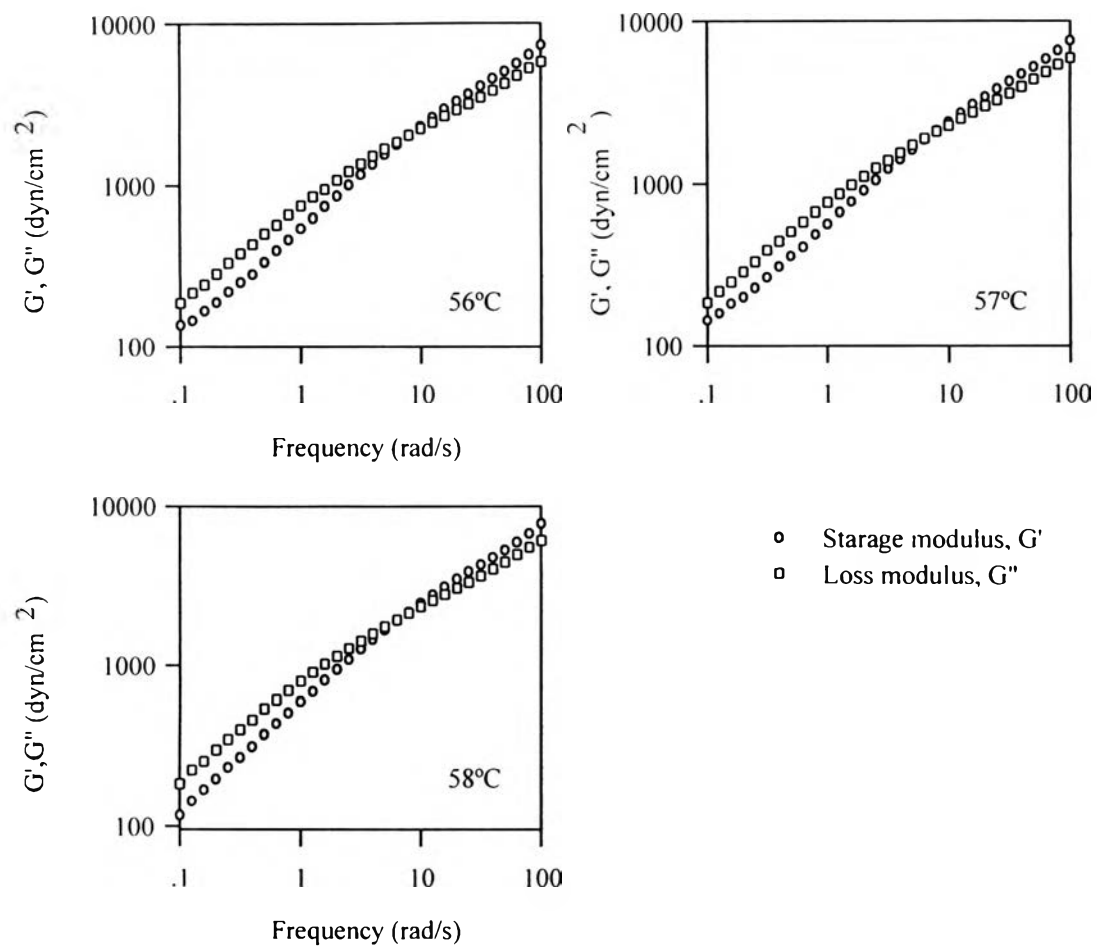 10000
1000
100
G', G" (dyn/cm 2)
56ºC
.1 1 10 100
Frequency (rad/s)
10000
1000
100
G', G" (dyn/cm 2)
57ºC
.1 1 10 100
10000
1000
100
G',G" (dyn/cm 2)
58ºC
.1 1 10 100
Frequency (rad/s)
Starage modulus, G'
Loss modulus, G"